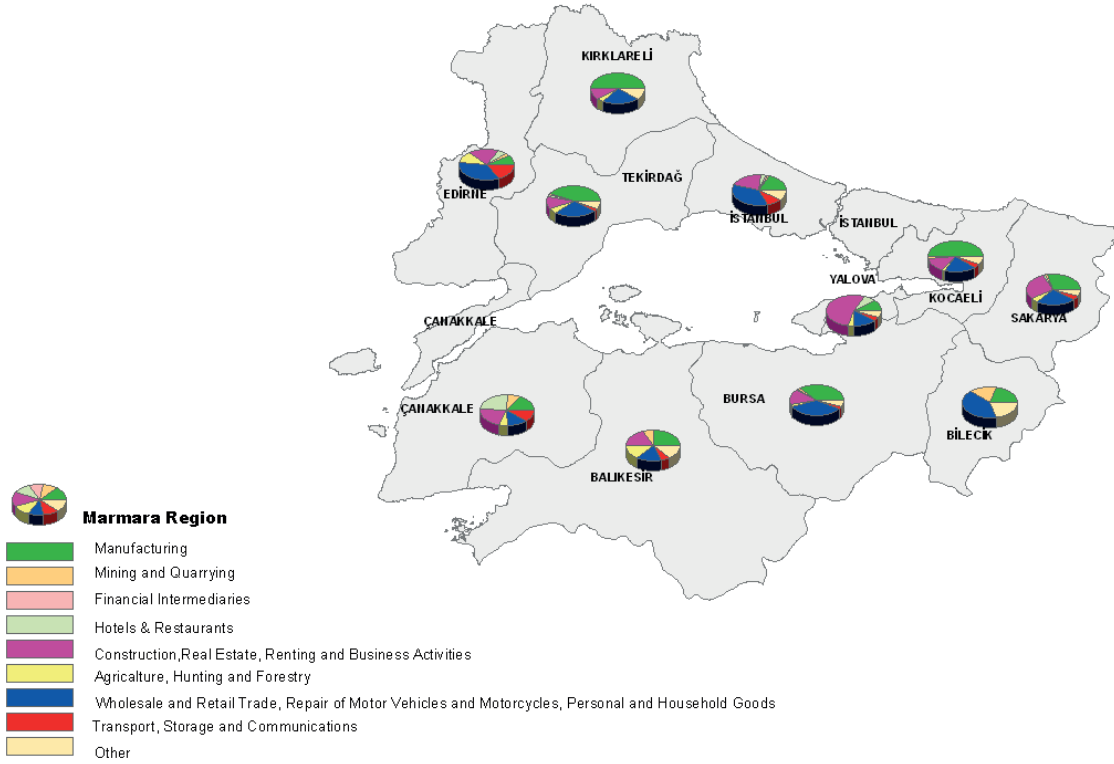 KIRKLARELİ
EDİRNE
TEKİRDAĞ
İSTANBUL
İSTANBUL
YALOVA
KOCAELİ
SAKARYA
ÇANAKKALE
ÇANAKKALE
BURSA
BİLECİK
BALIKESİR
Marmara Region
Manufacturing
Mining and Quarrying
Financial Intermediaries
Hotels & Restaurants
Construction,Real Estate, Renting and Business Activities
Agricalture, Hunting and Forestry
Wholesale and Retail Trade, Repair of Motor Vehicles and Motorcycles, Personal and Household Goods
Transport, Storage and Communications
Other